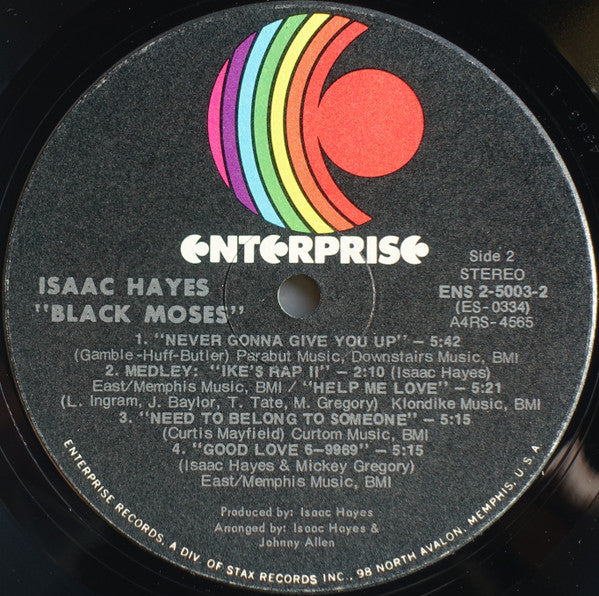 ENTERPRISE
Side 2
STEREO
ISAAC HAYES
ENS 2-5003-2
"BLACK MOSES"
(ES-0334)
A4RS-4565
1. "NEVER GONNA GIVE YOU UP" – 5:42
(Gamble-Huff-Butler) Parabut Music, Downstairs Music, BMI
2. MEDLEY: "IKE'S RAP II" – 2:10 (Isaac Hayes)
East/Memphis Music, BMI / "HELP ME LOVE" – 5:21
(L. Ingram, J. Baylor, T. Tate, M. Gregory) Klondike Music, BMI
3. "NEED TO BELONG TO SOMEONE" – 5:15
(Curtis Mayfield) Curtom Music, BMI
4. "GOOD LOVE 6-9969" – 5:15
(Isaac Hayes & Mickey Gregory)
East/Memphis Music, BMI
Produced by: Isaac Hayes
Arranged by: Isaac Hayes &
Johnny Allen
ENTERPRISE RECORDS, A DIV. OF STAX RECORDS INC., 98 NORTH AVALON, MEMPHIS, U.S.A.